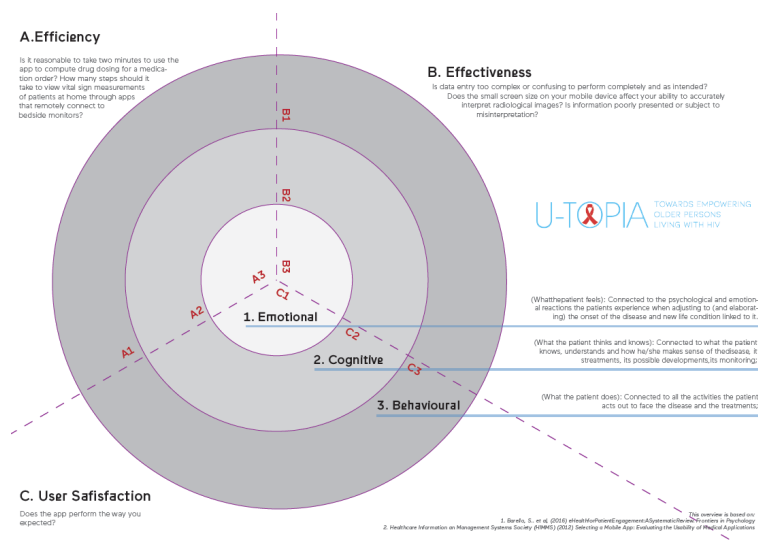 A.Efficiency
Is it reasonable to take two minutes to use the
app to compute drug dosing for a medica-
tion order? How many steps should it
take to view vital sign measurements
of patients at home through apps
that remotely connect to
bedside monitors?
B. Effectiveness
Is data entry too complex or confusing to perform completely and as intended?
Does the small screen size on your mobile device affect your ability to accurately
interpret radiological images? Is information poorly presented or subject to
misinterpretation?
B1
B2
B3
A3
A2
A1
C1
C2
C3
U-TOPIA
TOWARDS EMPOWERING
OLDER PERSONS
LIVING WITH HIV
1. Emotional
(Whatthepatient feels): Connected to the psychological and emotion-
al reactions the patients experience when adjusting to (and elaborat-
ing) the onset of the disease and new life condition linked to it.
2. Cognitive
(What the patient thinks and knows): Connected to what the patient
knows, understands and how he/she makes sense of thedisease, it
streatments, its possible developments,its monitoring;
3. Behavioural
(What the patient does): Connected to all the activities the patient
acts out to face the disease and the treatments;
C. User Safisfaction
Does the app perform the way you
expected?
This overview is based on:
1. Barello, S., et al, (2016) eHealthforPatientEngagement:ASystematicReview.Frontiers in Psychology
2. Healthcare Information an Management Systems Society (HIMMS) (2012) Selecting a Mobile App: Evaluating the Usability of Medical Applications